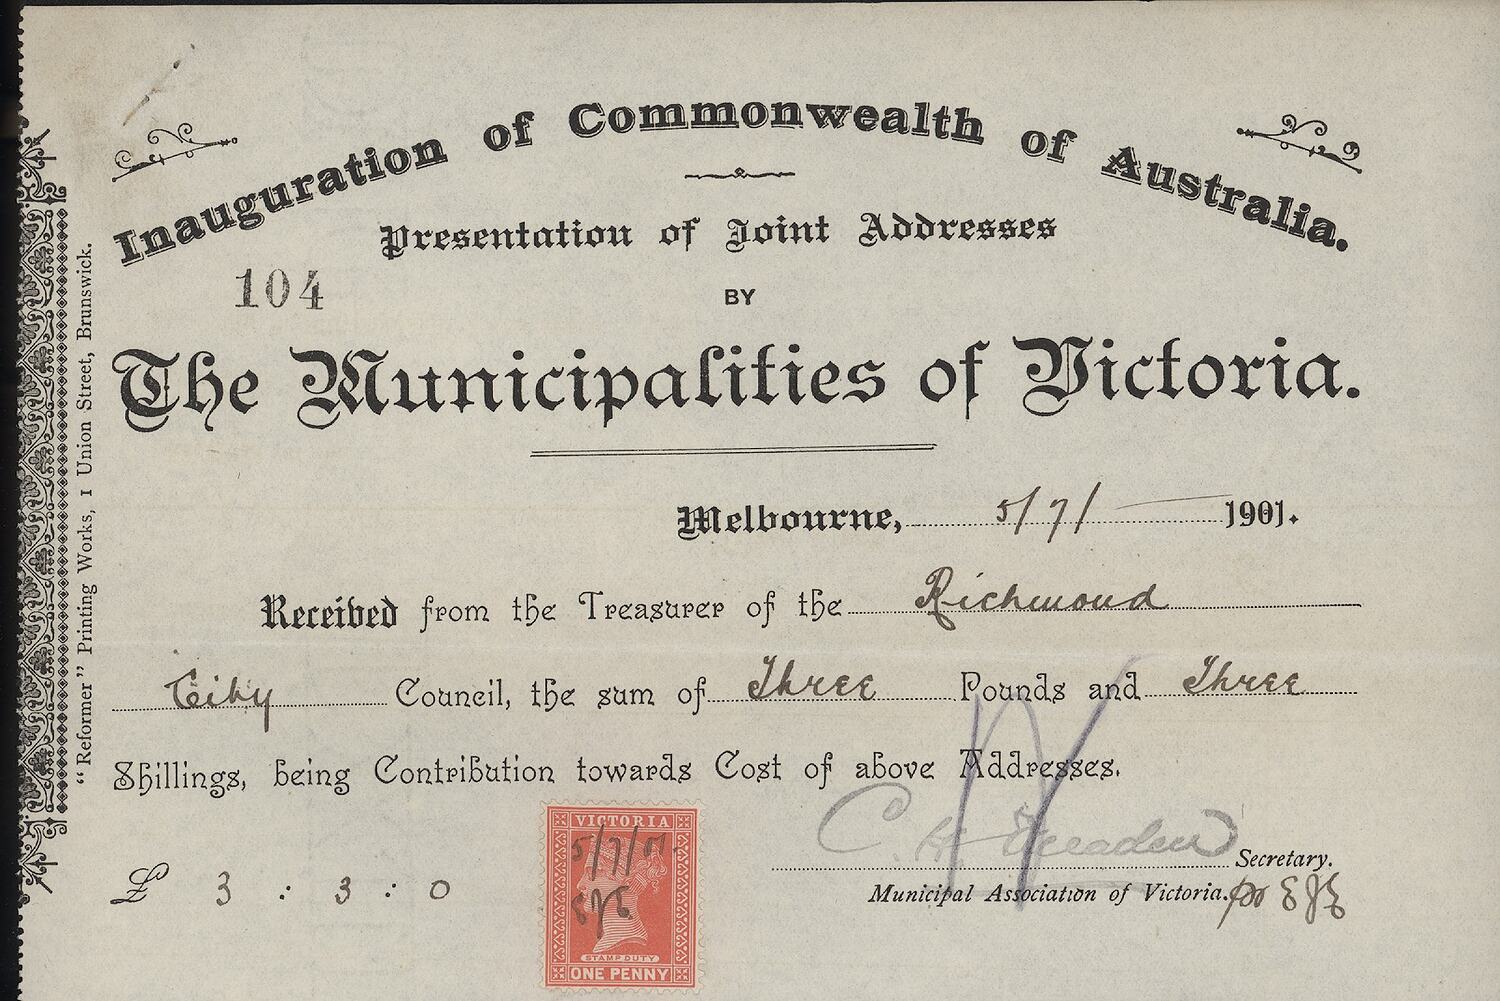 Inauguration of Commonwealth of Australia.
Presentation of Joint Addresses
104
BY
The Municipalities of Victoria.
Melbourne, 5/7/ 1901.
Received from the Treasurer of the Richmond
City Council, the sum of Three Pounds and Three
Shillings, being Contribution towards Cost of above Addresses.
£ 3 : 3 : 0
VICTORIA
5/7/01.
STAMP DUTY
ONE PENNY
Secretary.
Municipal Association of Victoria.
"Reformer" Printing Works, 1 Union Street, Brunswick.